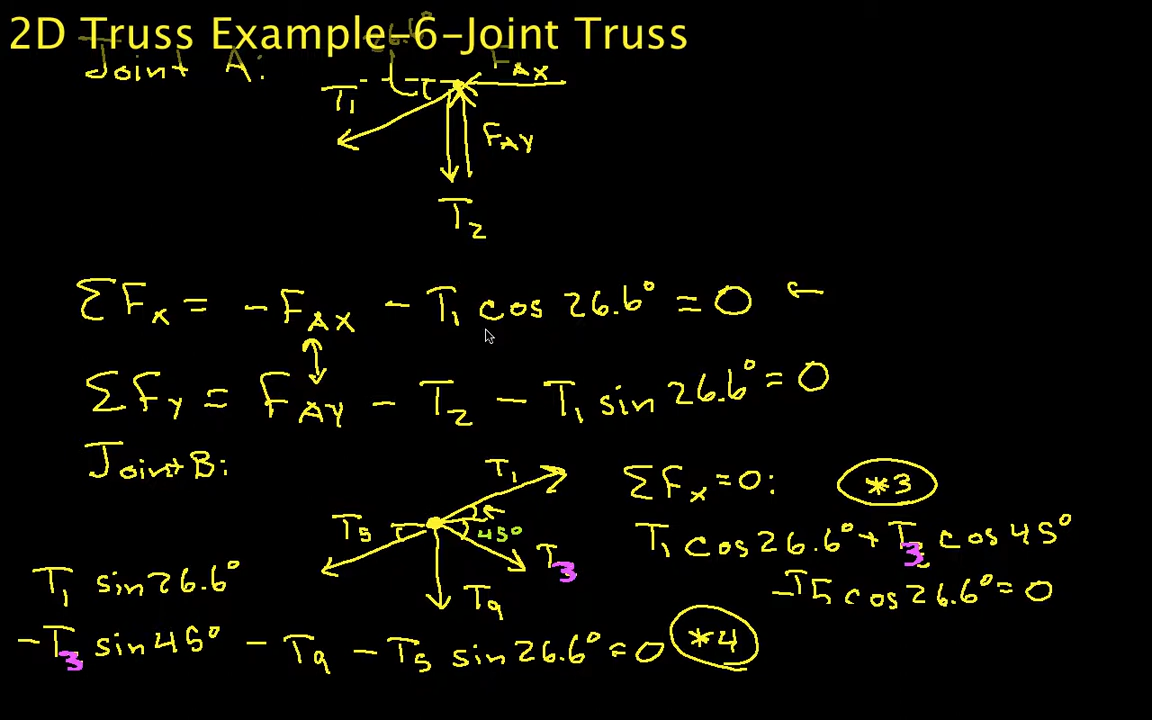 2D Truss Example-6-Joint Truss
Joint A:
26.6°
F AX
T1
FAY
T2
ΣFx = - FAX - T1 cos 26.6° = 0 ←
ΣFY = FAY - T2 - T1 sin 26.6° = 0
Joint B:
T1
T5
45°
T3
T9
ΣFx = 0: *3
T1 cos 26.6° + T3 cos 45°
- T5 cos 26.6° = 0
T1 sin 26.6°
- T3 sin 45° - T9 - T5 sin 26.6° = 0 *4